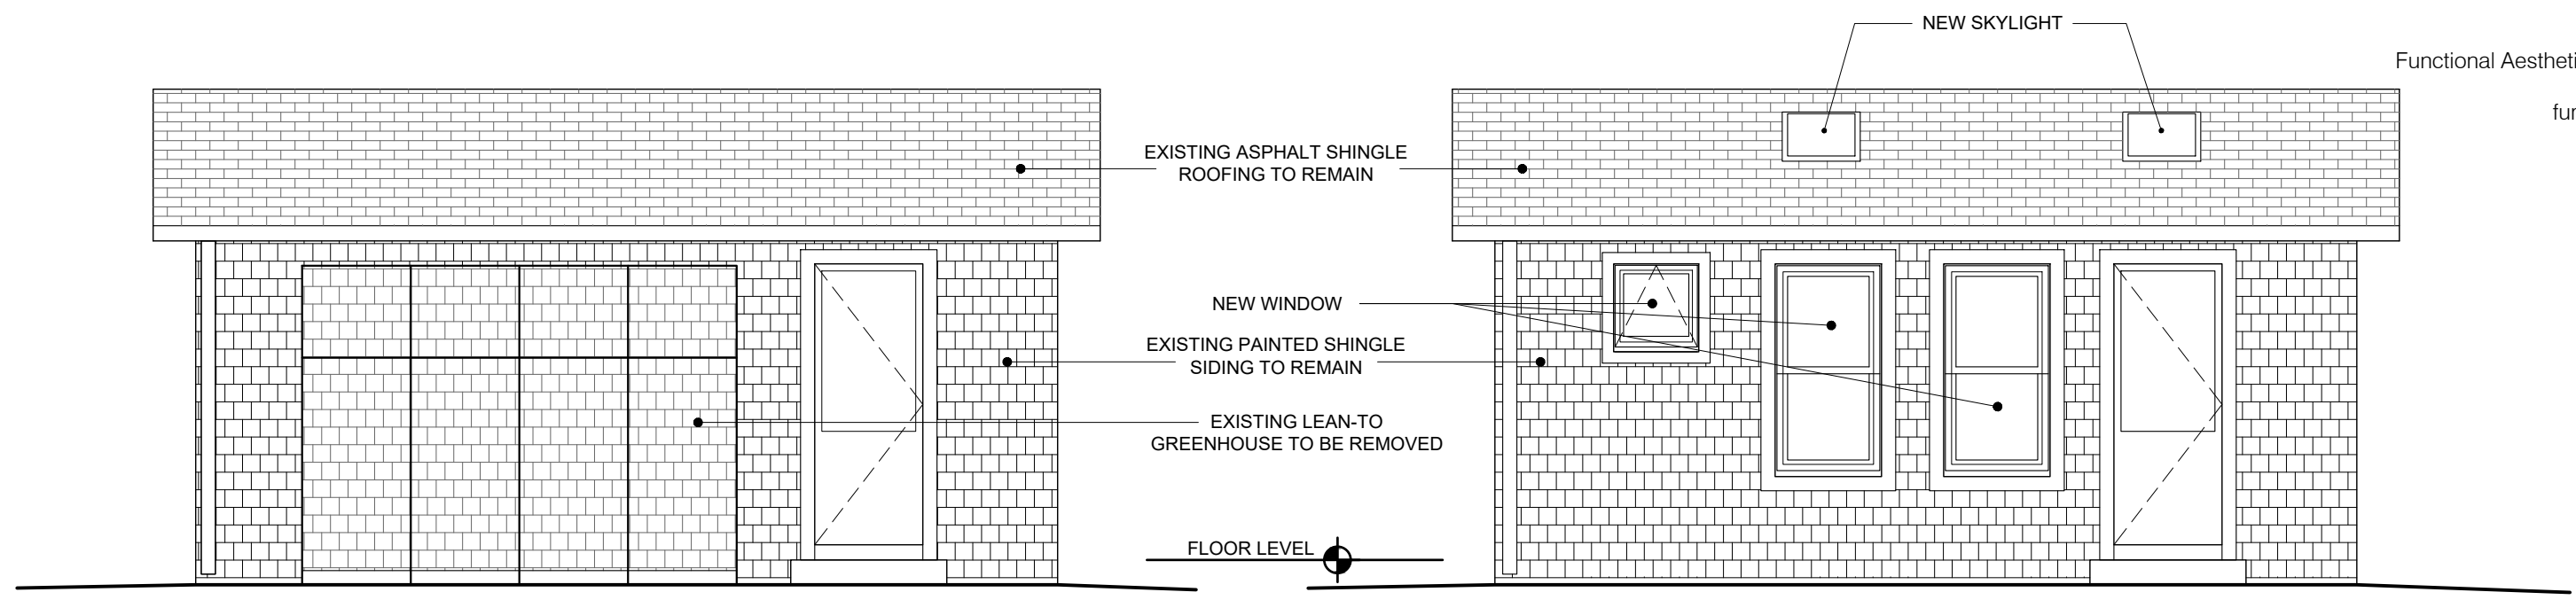 NEW SKYLIGHT
Functional Aestheti
fur
EXISTING ASPHALT SHINGLE
ROOFING TO REMAIN
NEW WINDOW
EXISTING PAINTED SHINGLE
SIDING TO REMAIN
EXISTING LEAN-TO
GREENHOUSE TO BE REMOVED
FLOOR LEVEL